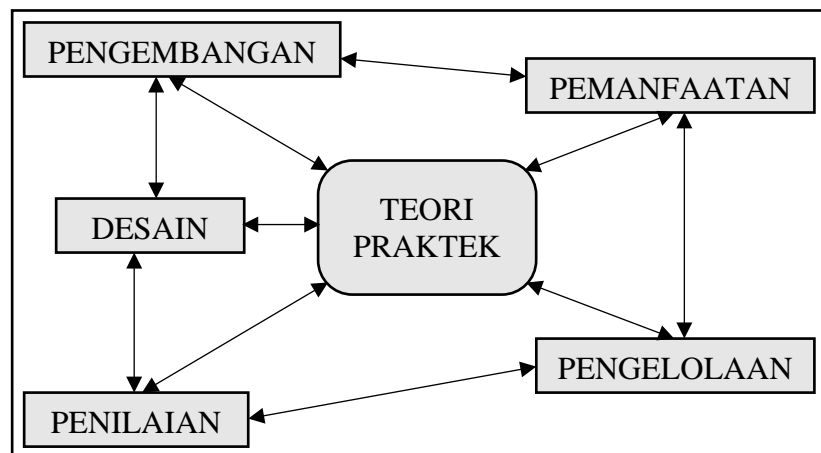 PENGEMBANGAN
PEMANFAATAN
DESAIN
TEORI
PRAKTEK
PENGELOLAAN
PENILAIAN